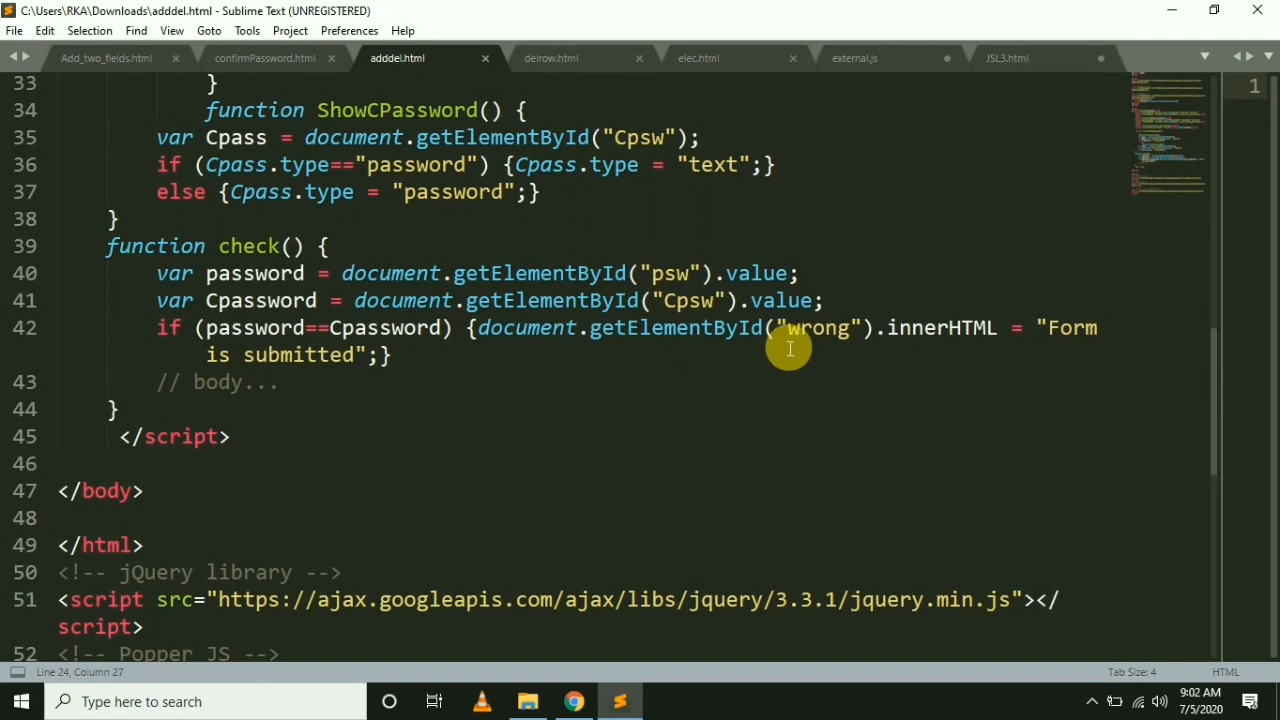 C:\Users\RKA\Downloads\adddel.html - Sublime Text (UNREGISTERED)
File Edit Selection Find View Goto Tools Project Preferences Help
Add_two_fields.html confirmPassword.html adddel.html delrow.html elec.html external.js JSL3.html
33 }
34 function ShowCPassword() {
35 var Cpass = document.getElementById("Cpsw");
36 if (Cpass.type=="password") {Cpass.type = "text";}
37 else {Cpass.type = "password";}
38 }
39 function check() {
40 var password = document.getElementById("psw").value;
41 var Cpassword = document.getElementById("Cpsw").value;
42 if (password==Cpassword) {document.getElementById("wrong").innerHTML = "Form
is submitted";}
43 // body...
44 }
45 </script>
46
47 </body>
48
49 </html>
50 <!-- jQuery library -->
51 <script src="https://ajax.googleapis.com/ajax/libs/jquery/3.3.1/jquery.min.js"></
script>
52 <!-- Popper JS -->
1
Line 24, Column 27 Tab Size: 4 HTML
Type here to search
9:02 AM
7/5/2020